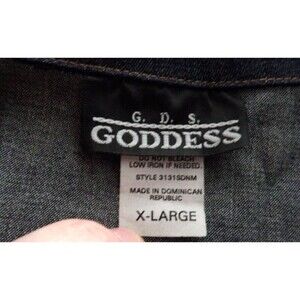 G. D. S.
GODDESS
DO NOT BLEACH
LOW IRON IF NEEDED.
STYLE 3131SDNM
MADE IN DOMINICAN
REPUBLIC
X-LARGE